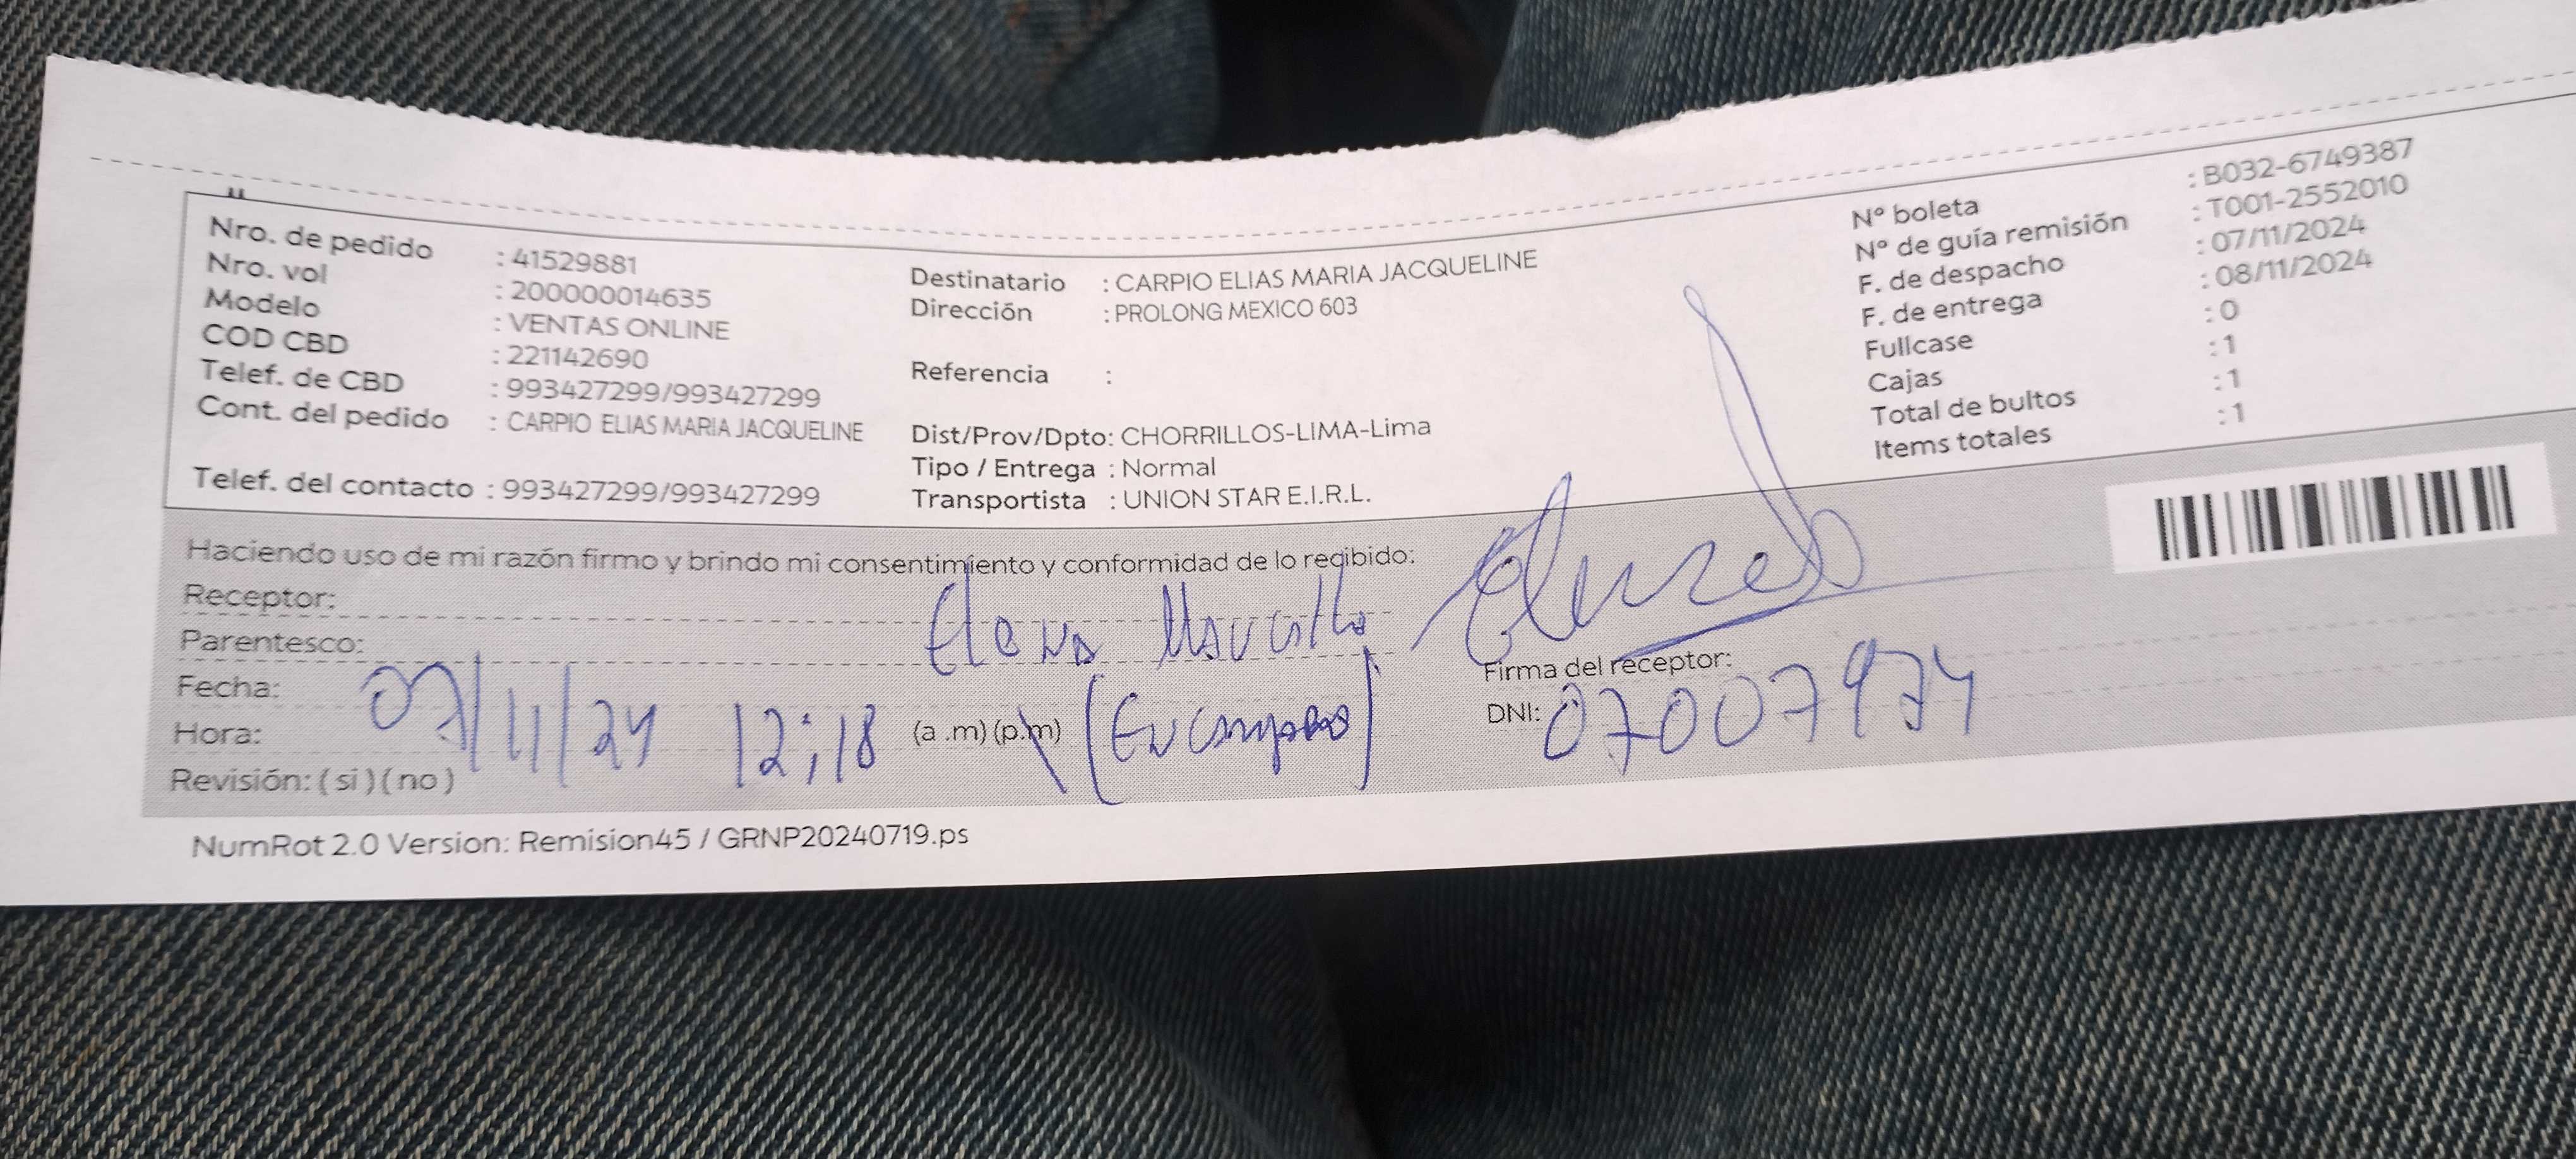 Nro. de pedido : 41529881
Nro. vol : 200000014635
Modelo : VENTAS ONLINE
COD CBD : 221142690
Telef. de CBD : 993427299/993427299
Cont. del pedido : CARPIO ELIAS MARIA JACQUELINE
Telef. del contacto : 993427299/993427299
Destinatario : CARPIO ELIAS MARIA JACQUELINE
Dirección : PROLONG MEXICO 603
Referencia :
Dist/Prov/Dpto: CHORRILLOS-LIMA-Lima
Tipo / Entrega : Normal
Transportista : UNION STAR E.I.R.L.
N° boleta : B032-6749387
N° de guía remisión : T001-2552010
F. de despacho : 07/11/2024
F. de entrega : 08/11/2024
Fullcase : 0
Cajas : 1
Total de bultos : 1
Items totales : 1
Haciendo uso de mi razón firmo y brindo mi consentimiento y conformidad de lo recibido:
Receptor: Elena
Parentesco:
Firma del receptor:
Fecha: 07/11/24
Hora: 12:18 (a .m) (p.m)
DNI: 07007974
Revisión: ( si ) ( no )
NumRot 2.0 Version: Remision45 / GRNP20240719.ps